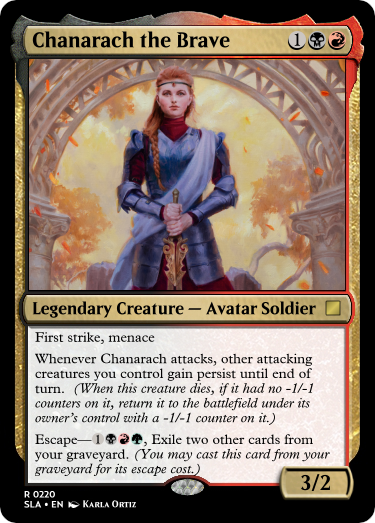 Chanarach the Brave 1
Legendary Creature — Avatar Soldier
First strike, menace
Whenever Chanarach attacks, other attacking
creatures you control gain persist until end of
turn. (When this creature dies, if it had no -1/-1
counters on it, return it to the battlefield under its
owner's control with a -1/-1 counter on it.)
Escape—1, Exile two other cards from
your graveyard. (You may cast this card from your
graveyard for its escape cost.)
3/2
R 0220
SLA • EN Karla Ortiz